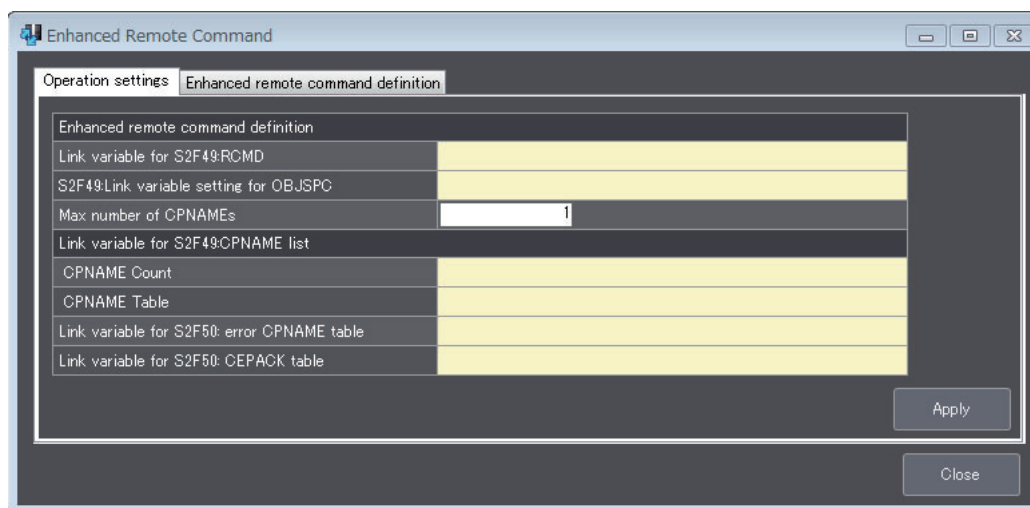 Enhanced Remote Command
Operation settings Enhanced remote command definition
Enhanced remote command definition
Link variable for S2F49:RCMD
S2F49:Link variable setting for OBJSPC
Max number of CPNAMEs 1
Link variable for S2F49:CPNAME list
CPNAME Count
CPNAME Table
Link variable for S2F50: error CPNAME table
Link variable for S2F50: CEPACK table
Apply
Close